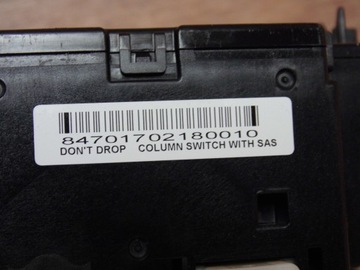 84701702180010
DON'T DROP COLUMN SWITCH WITH SAS